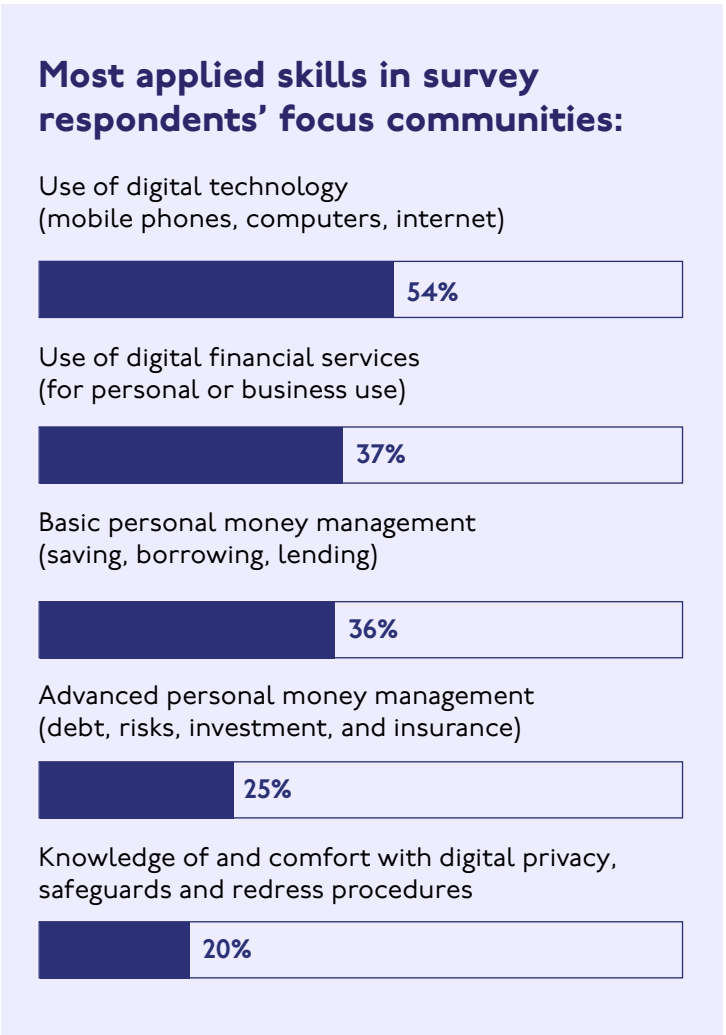 Most applied skills in survey
respondents’ focus communities:
Use of digital technology
(mobile phones, computers, internet)
54%
Use of digital financial services
(for personal or business use)
37%
Basic personal money management
(saving, borrowing, lending)
36%
Advanced personal money management
(debt, risks, investment, and insurance)
25%
Knowledge of and comfort with digital privacy,
safeguards and redress procedures
20%